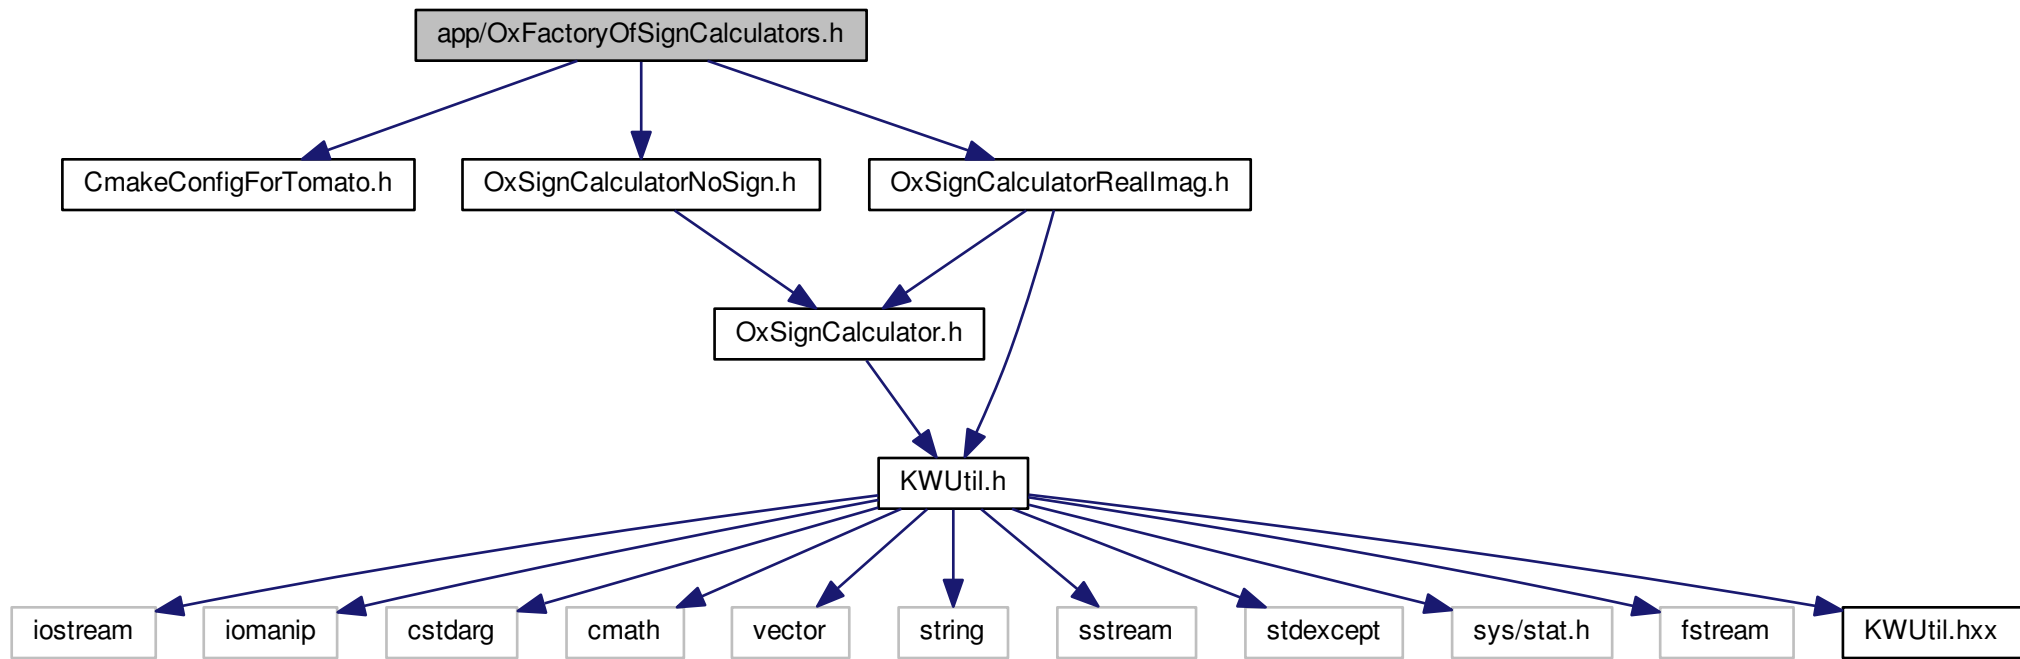 app/OxFactoryOfSignCalculators.h
CmakeConfigForTomato.h
OxSignCalculatorNoSign.h
OxSignCalculatorRealImag.h
OxSignCalculator.h
KWUtil.h
iostream
iomanip
cstdarg
cmath
vector
string
sstream
stdexcept
sys/stat.h
fstream
KWUtil.hxx